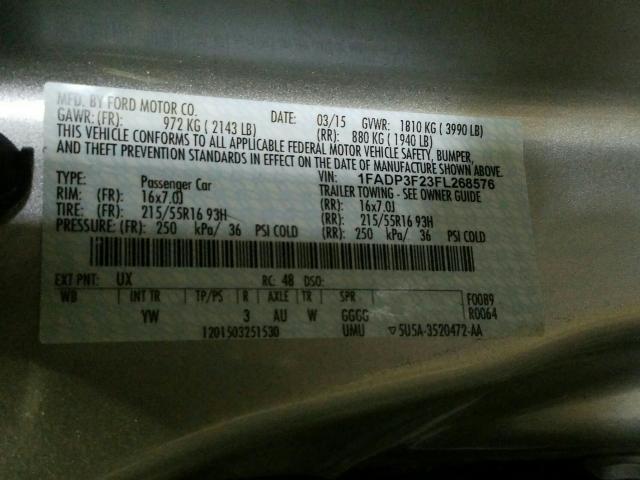 MFD. BY FORD MOTOR CO. DATE: 03/15 GVWR: 1810 KG ( 3990 LB)
GAWR: (FR): 972 KG ( 2143 LB) (RR): 880 KG ( 1940 LB)
THIS VEHICLE CONFORMS TO ALL APPLICABLE FEDERAL MOTOR VEHICLE SAFETY, BUMPER,
AND THEFT PREVENTION STANDARDS IN EFFECT ON THE DATE OF MANUFACTURE SHOWN ABOVE.
VIN: 1FADP3F23FL268576
TYPE: Passenger Car TRAILER TOWING - SEE OWNER GUIDE
RIM: (FR): 16x7.0J (RR): 16x7.0J
TIRE: (FR): 215/55R16 93H (RR): 215/55R16 93H
PRESSURE: (FR): 250 kPa/ 36 PSI COLD (RR): 250 kPa/ 36 PSI COLD
EXT PNT: UX RC: 48 DSO:
WB INT TR TP/PS R AXLE TR SPR F0089
YW 3 AU W GGGG R0064
1201503251530 UMU ▽5U5A-3520472-AA